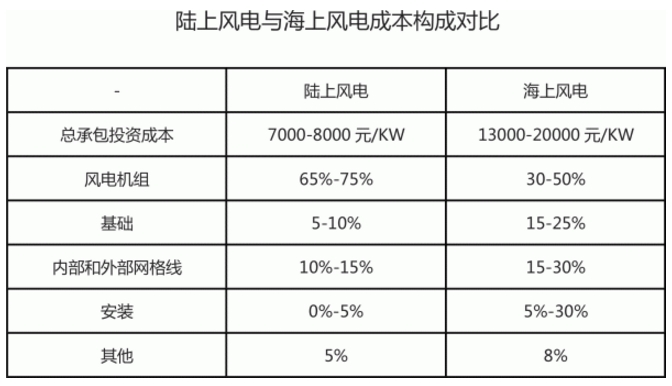 陆上风电与海上风电成本构成对比
- 陆上风电 海上风电
总承包投资成本 7000-8000 元/KW 13000-20000 元/KW
风电机组 65%-75% 30-50%
基础 5-10% 15-25%
内部和外部网格线 10%-15% 15-30%
安装 0%-5% 5%-30%
其他 5% 8%